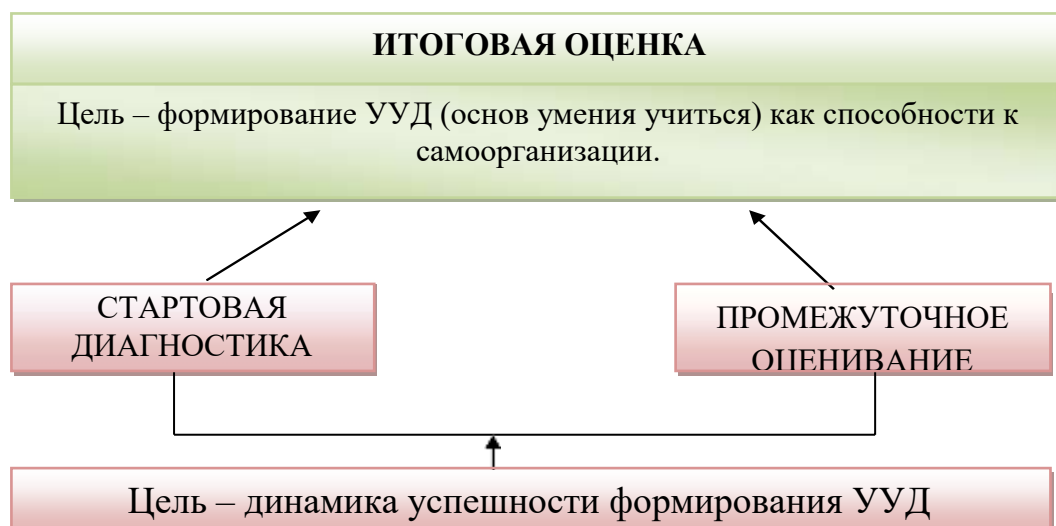 ИТОГОВАЯ ОЦЕНКА
Цель – формирование УУД (основ умения учиться) как способности к
самоорганизации.
СТАРТОВАЯ
ДИАГНОСТИКА
ПРОМЕЖУТОЧНОЕ
ОЦЕНИВАНИЕ
Цель – динамика успешности формирования УУД